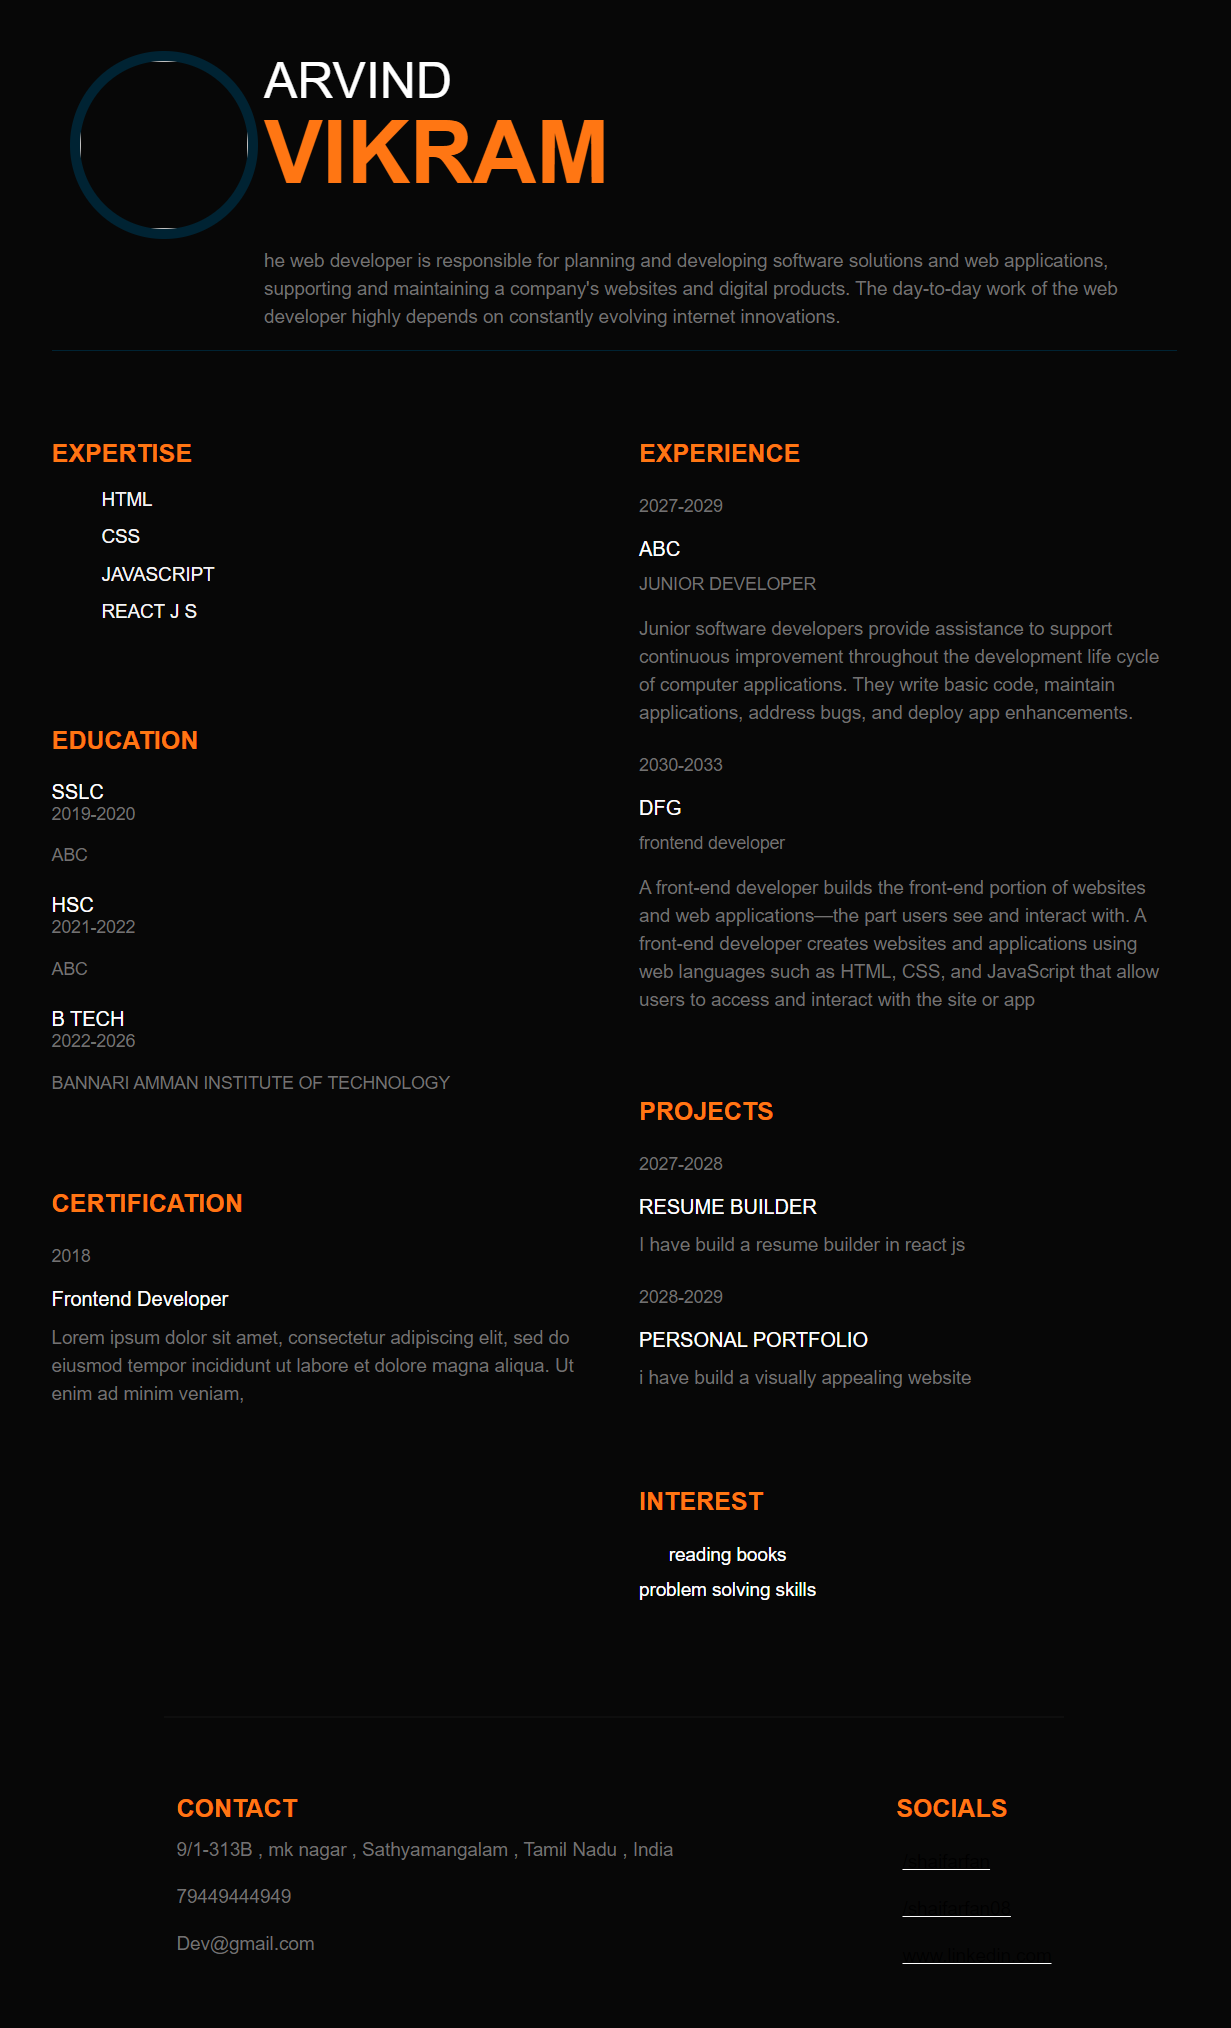 ARVIND
VIKRAM
he web developer is responsible for planning and developing software solutions and web applications,
supporting and maintaining a company's websites and digital products. The day-to-day work of the web
developer highly depends on constantly evolving internet innovations.
EXPERTISE
HTML
CSS
JAVASCRIPT
REACT J S
EDUCATION
SSLC
2019-2020
ABC
HSC
2021-2022
ABC
B TECH
2022-2026
BANNARI AMMAN INSTITUTE OF TECHNOLOGY
CERTIFICATION
2018
Frontend Developer
Lorem ipsum dolor sit amet, consectetur adipiscing elit, sed do
eiusmod tempor incididunt ut labore et dolore magna aliqua. Ut
enim ad minim veniam,
EXPERIENCE
2027-2029
ABC
JUNIOR DEVELOPER
Junior software developers provide assistance to support
continuous improvement throughout the development life cycle
of computer applications. They write basic code, maintain
applications, address bugs, and deploy app enhancements.
2030-2033
DFG
frontend developer
A front-end developer builds the front-end portion of websites
and web applications—the part users see and interact with. A
front-end developer creates websites and applications using
web languages such as HTML, CSS, and JavaScript that allow
users to access and interact with the site or app
PROJECTS
2027-2028
RESUME BUILDER
I have build a resume builder in react js
2028-2029
PERSONAL PORTFOLIO
i have build a visually appealing website
INTEREST
reading books
problem solving skills
CONTACT
9/1-313B , mk nagar , Sathyamangalam , Tamil Nadu , India
79449444949
Dev@gmail.com
SOCIALS
www.linkedin.com